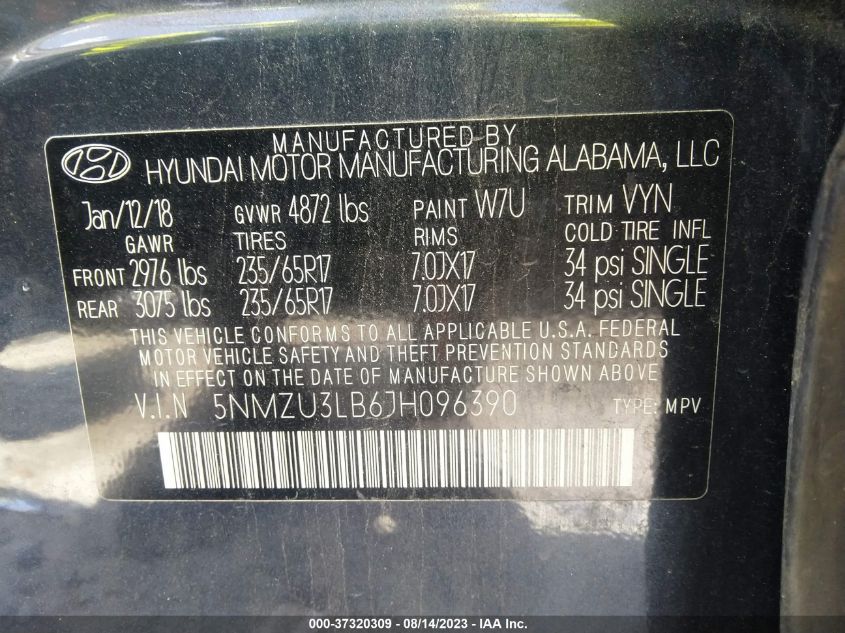 MANUFACTURED BY
HYUNDAI MOTOR MANUFACTURING ALABAMA, LLC
Jan/12/18 GVWR 4872 lbs PAINT W7U TRIM VYN
GAWR TIRES RIMS COLD TIRE INFL
FRONT 2976 lbs 235/65R17 7.0JX17 34 psi SINGLE
REAR 3075 lbs 235/65R17 7.0JX17 34 psi SINGLE
THIS VEHICLE CONFORMS TO ALL APPLICABLE U.S.A. FEDERAL
MOTOR VEHICLE SAFETY AND THEFT PREVENTION STANDARDS
IN EFFECT ON THE DATE OF MANUFACTURE SHOWN ABOVE
V.I.N 5NMZU3LB6JH096390 TYPE: MPV
000-37320309 - 08/14/2023 - IAA Inc.